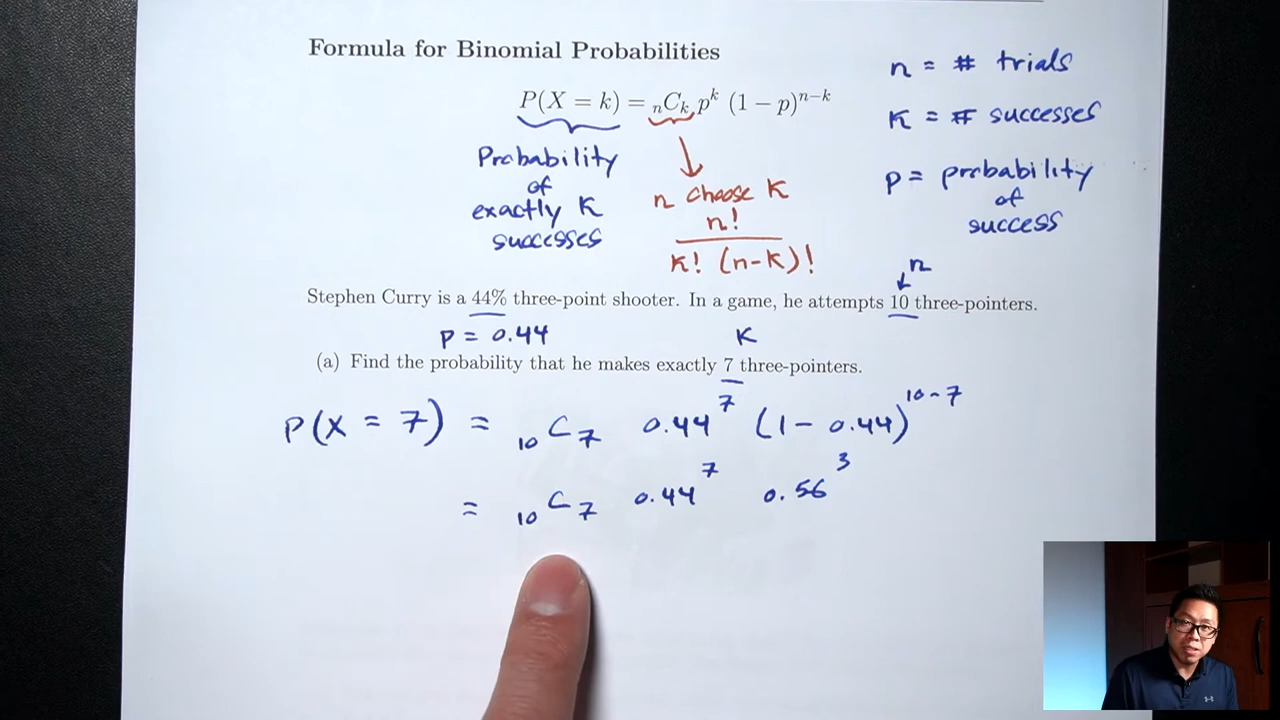 Formula for Binomial Probabilities
n = # trials
P(X = k) = nCk p^k (1 − p)^{n−k}
K = # successes
Probability
of
exactly K
successes
n choose K
n!
K! (n-K)!
p = probability
of
success
n
Stephen Curry is a 44% three-point shooter. In a game, he attempts 10 three-pointers.
p = 0.44
K
(a) Find the probability that he makes exactly 7 three-pointers.
P(X = 7) = 10C7 0.44^7 (1 - 0.44)^{10-7}
= 10C7 0.44^7 0.56^3